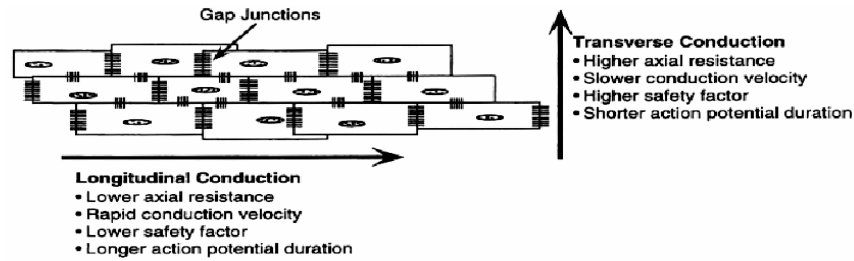 Gap Junctions
Transverse Conduction
• Higher axial resistance
• Slower conduction velocity
• Higher safety factor
• Shorter action potential duration
Longitudinal Conduction
• Lower axial resistance
• Rapid conduction velocity
• Lower safety factor
• Longer action potential duration